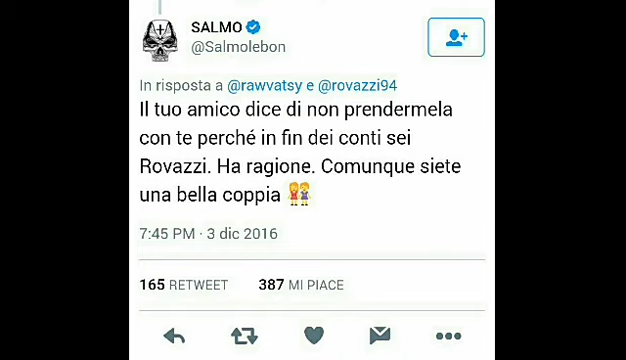 SALMO
@Salmolebon
In risposta a @rawvatsy e @rovazzi94
Il tuo amico dice di non prendermela
con te perché in fin dei conti sei
Rovazzi. Ha ragione. Comunque siete
una bella coppia 👭
7:45 PM · 3 dic 2016
165 RETWEET 387 MI PIACE